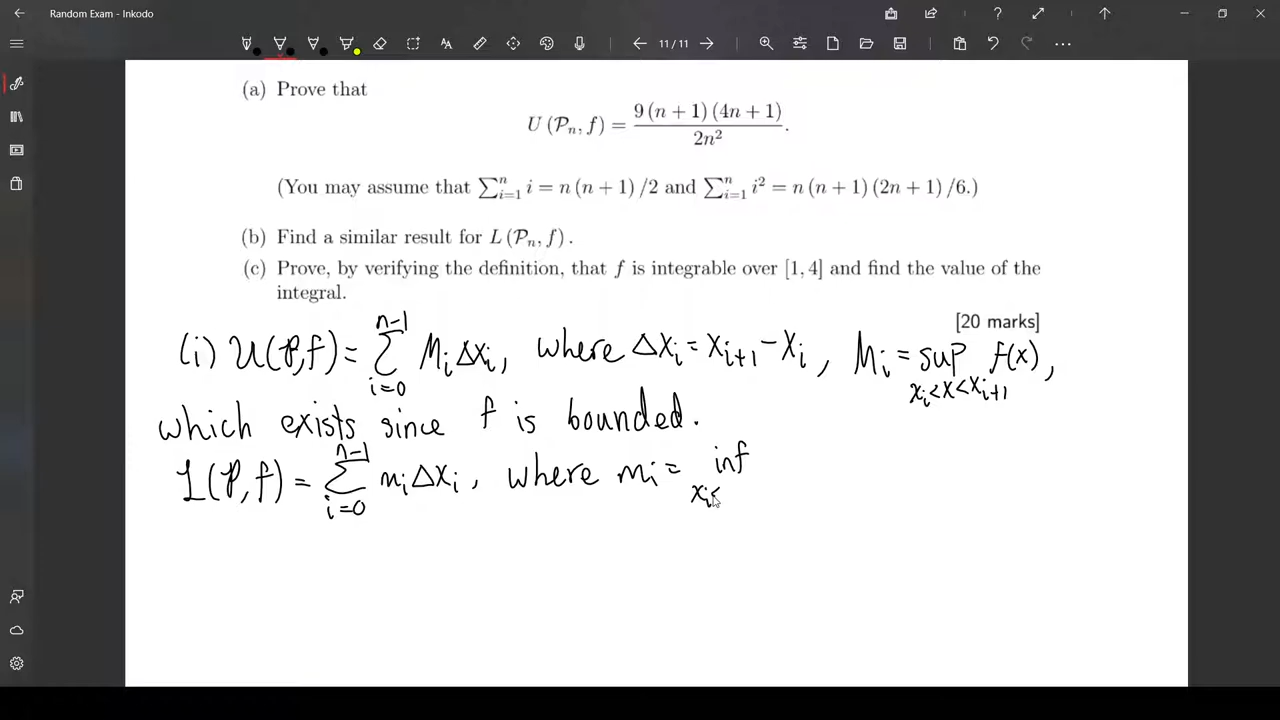 Random Exam - Inkodo
11/11
(a) Prove that
U (Pₙ, f) = 9 (n + 1) (4n + 1) / 2n² .
(You may assume that ∑ⁿᵢ₌₁ i = n (n + 1) /2 and ∑ⁿᵢ₌₁ i² = n (n + 1) (2n + 1) /6.)
(b) Find a similar result for L (Pₙ, f) .
(c) Prove, by verifying the definition, that f is integrable over [1, 4] and find the value of the
integral.
[20 marks]
(i) U(P,f) = ∑ⁿ⁻¹ᵢ₌₀ Mᵢ Δxᵢ, where Δxᵢ = xᵢ₊₁ - xᵢ, Mᵢ = sup f(x), xᵢ<x<xᵢ₊₁
which exists since f is bounded.
L(P,f) = ∑ⁿ⁻¹ᵢ₌₀ mᵢ Δxᵢ, where mᵢ = inf xᵢ<